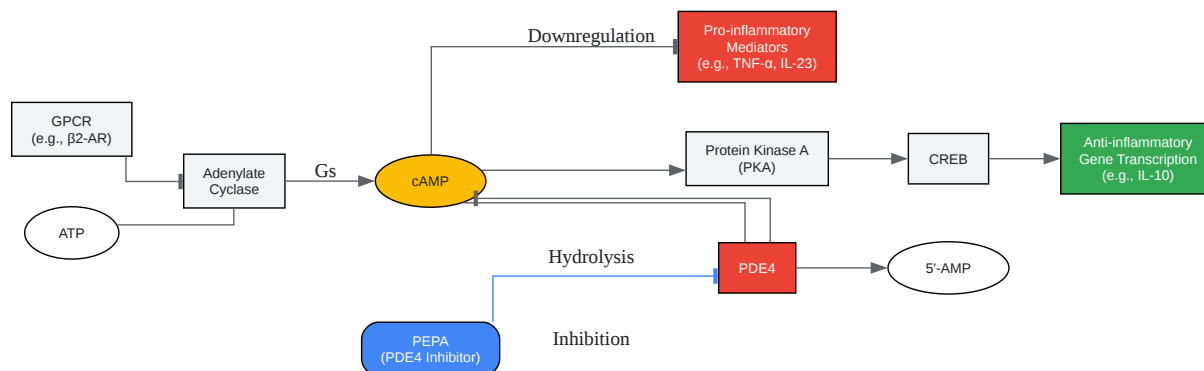 Downregulation
Pro-inflammatory
Mediators
(e.g., TNF-α, IL-23)
GPCR
(e.g., β2-AR)
Adenylate
Cyclase
Gs
cAMP
Protein Kinase A
(PKA)
CREB
Anti-inflammatory
Gene Transcription
(e.g., IL-10)
ATP
Hydrolysis
PDE4
5'-AMP
PEPA
(PDE4 Inhibitor)
Inhibition